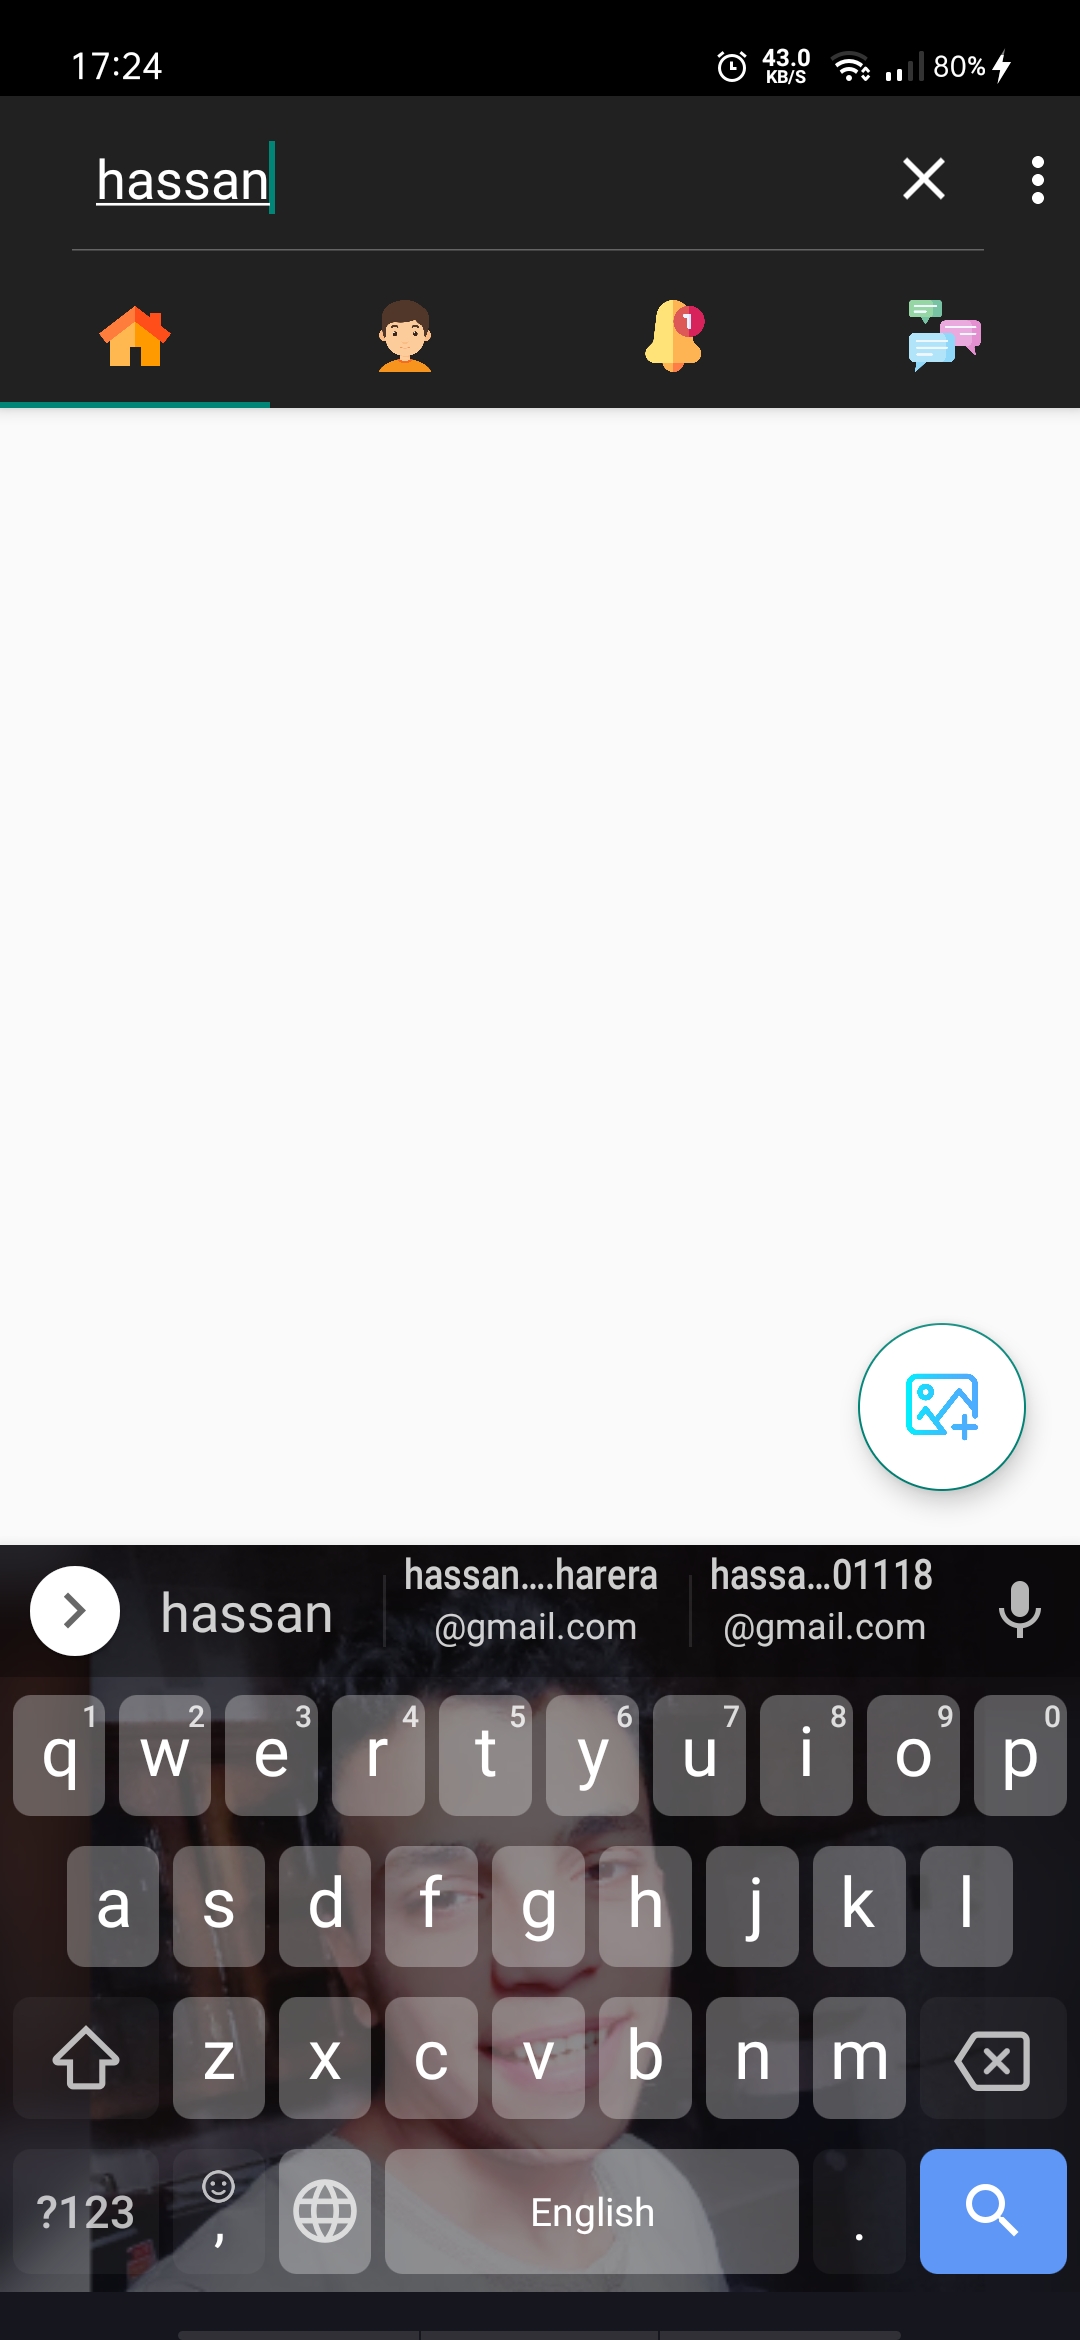 17:24 43.0 KB/S 80%
hassan
1
hassan hassan....harera @gmail.com hassa...01118 @gmail.com
1 2 3 4 5 6 7 8 9 0
q w e r t y u i o p
a s d f g h j k l
z x c v b n m
?123 , English .